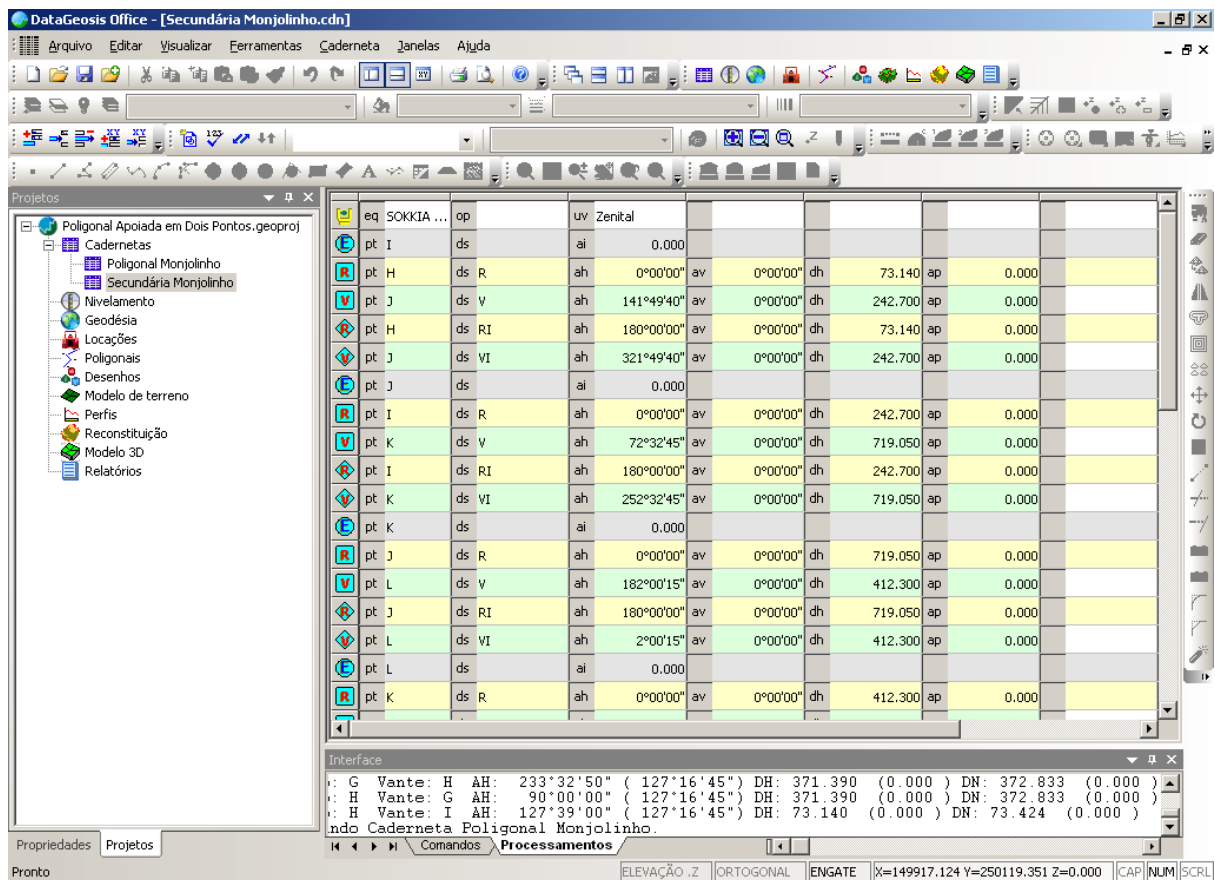 DataGeosis Office - [Secundária Monjolinho.cdn]
Arquivo Editar Visualizar Ferramentas Caderneta Janelas Ajuda
Projetos
Poligonal Apoiada em Dois Pontos.geoproj
Cadernetas
Poligonal Monjolinho
Secundária Monjolinho
Nivelamento
Geodésia
Locações
Poligonais
Desenhos
Modelo de terreno
Perfis
Reconstituição
Modelo 3D
Relatórios
Propriedades Projetos
eq SOKKIA ... op uv Zenital
E pt I ds ai 0.000
R pt H ds R ah 0°00'00" av 0°00'00" dh 73.140 ap 0.000
V pt J ds V ah 141°49'40" av 0°00'00" dh 242.700 ap 0.000
R pt H ds RI ah 180°00'00" av 0°00'00" dh 73.140 ap 0.000
V pt J ds VI ah 321°49'40" av 0°00'00" dh 242.700 ap 0.000
E pt J ds ai 0.000
R pt I ds R ah 0°00'00" av 0°00'00" dh 242.700 ap 0.000
V pt K ds V ah 72°32'45" av 0°00'00" dh 719.050 ap 0.000
R pt I ds RI ah 180°00'00" av 0°00'00" dh 242.700 ap 0.000
V pt K ds VI ah 252°32'45" av 0°00'00" dh 719.050 ap 0.000
E pt K ds ai 0.000
R pt J ds R ah 0°00'00" av 0°00'00" dh 719.050 ap 0.000
V pt L ds V ah 182°00'15" av 0°00'00" dh 412.300 ap 0.000
R pt J ds RI ah 180°00'00" av 0°00'00" dh 719.050 ap 0.000
V pt L ds VI ah 2°00'15" av 0°00'00" dh 412.300 ap 0.000
E pt L ds ai 0.000
R pt K ds R ah 0°00'00" av 0°00'00" dh 412.300 ap 0.000
Interface
: G Vante: H AH: 233°32'50" ( 127°16'45") DH: 371.390 (0.000 ) DN: 372.833 (0.000 )
: H Vante: G AH: 90°00'00" ( 127°16'45") DH: 371.390 (0.000 ) DN: 372.833 (0.000 )
: H Vante: I AH: 127°39'00" ( 127°16'45") DH: 73.140 (0.000 ) DN: 73.424 (0.000 )
ndo Caderneta Poligonal Monjolinho.
Comandos Processamentos
Pronto ELEVAÇÃO .Z ORTOGONAL ENGATE X=149917.124 Y=250119.351 Z=0.000 CAP NUM SCRL